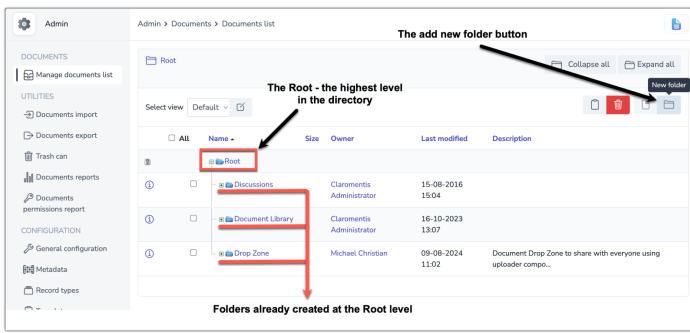 Admin
Admin > Documents > Documents list
The add new folder button
DOCUMENTS
Manage documents list
UTILITIES
Documents import
Documents export
Trash can
Documents reports
Documents
permissions report
CONFIGURATION
General configuration
Metadata
Record types
Root
Collapse all
Expand all
New folder
The Root - the highest level
in the directory
Select view Default
All Name Size Owner Last modified Description
Root
Discussions Claromentis 15-08-2016
Administrator 15:04
Document Library Claromentis 16-10-2023
Administrator 13:07
Drop Zone Michael Christian 09-08-2024 Document Drop Zone to share with everyone using
11:02 uploader compo...
Folders already created at the Root level